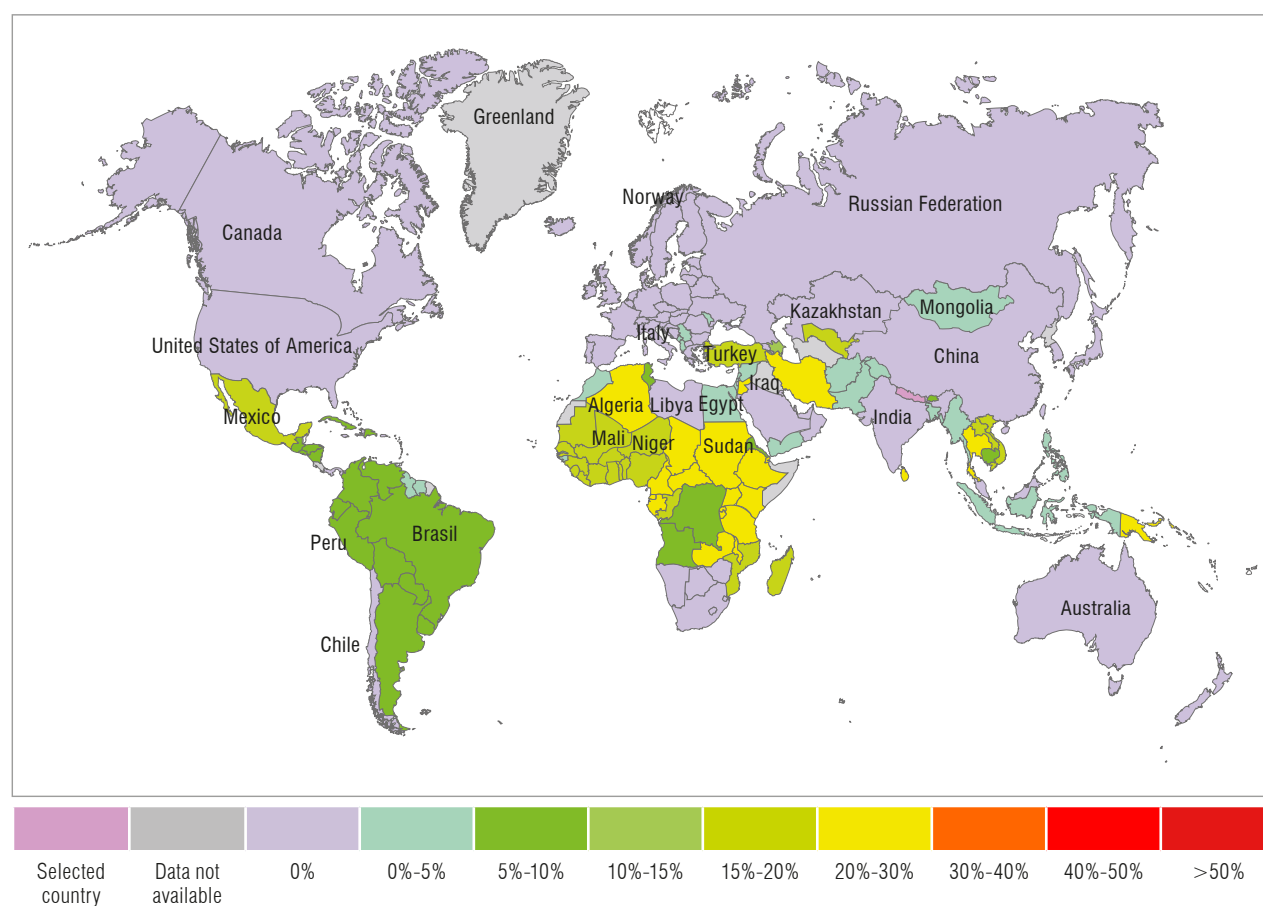 Greenland
Norway
Russian Federation
Canada
Kazakhstan
Mongolia
Italy
United States of America
Turkey
China
Iraq
Algeria
Libya
Egypt
Mexico
India
Mali
Niger
Sudan
Brasil
Peru
Australia
Chile
Selected
country
Data not
available
0%
0%-5%
5%-10%
10%-15%
15%-20%
20%-30%
30%-40%
40%-50%
>50%